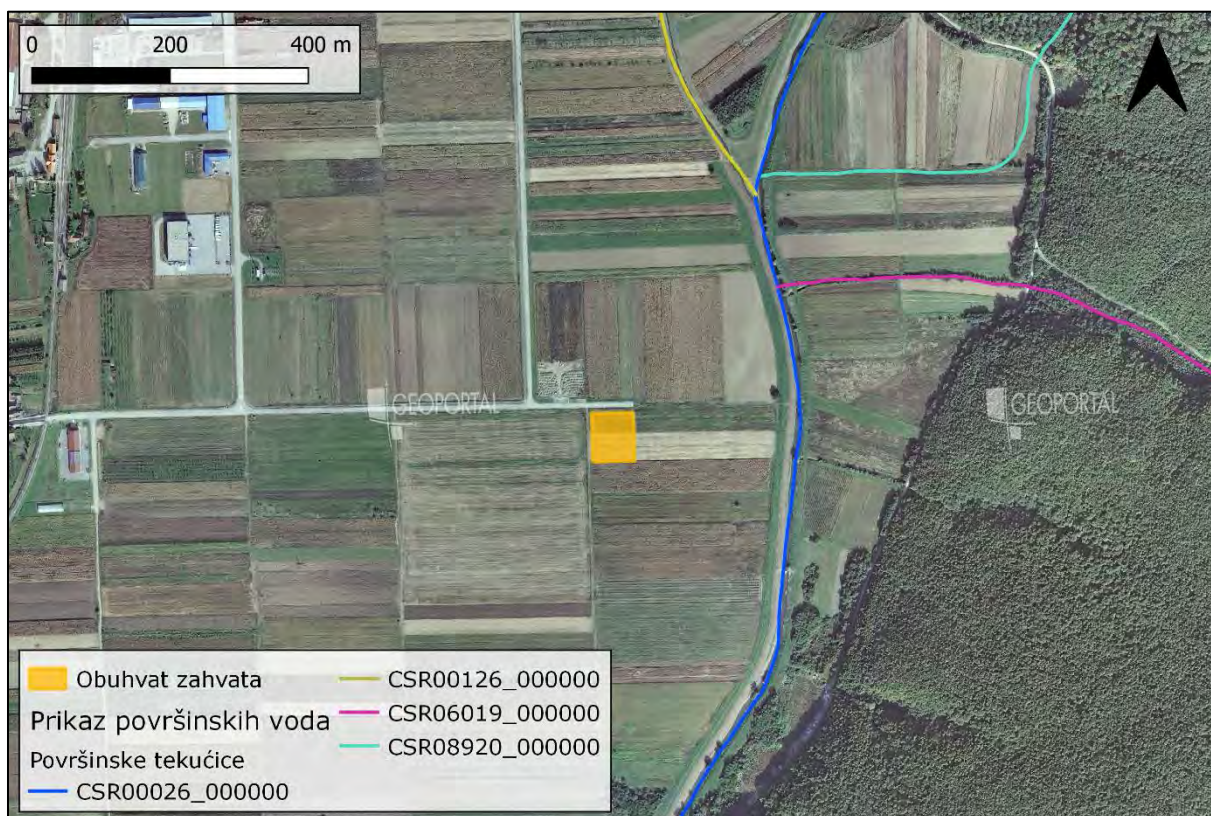 0 200 400 m
GEOPORTAL GEOPORTAL
Obuhvat zahvata
Prikaz površinskih voda
Površinske tekućice
CSR00026_000000
CSR00126_000000
CSR06019_000000
CSR08920_000000